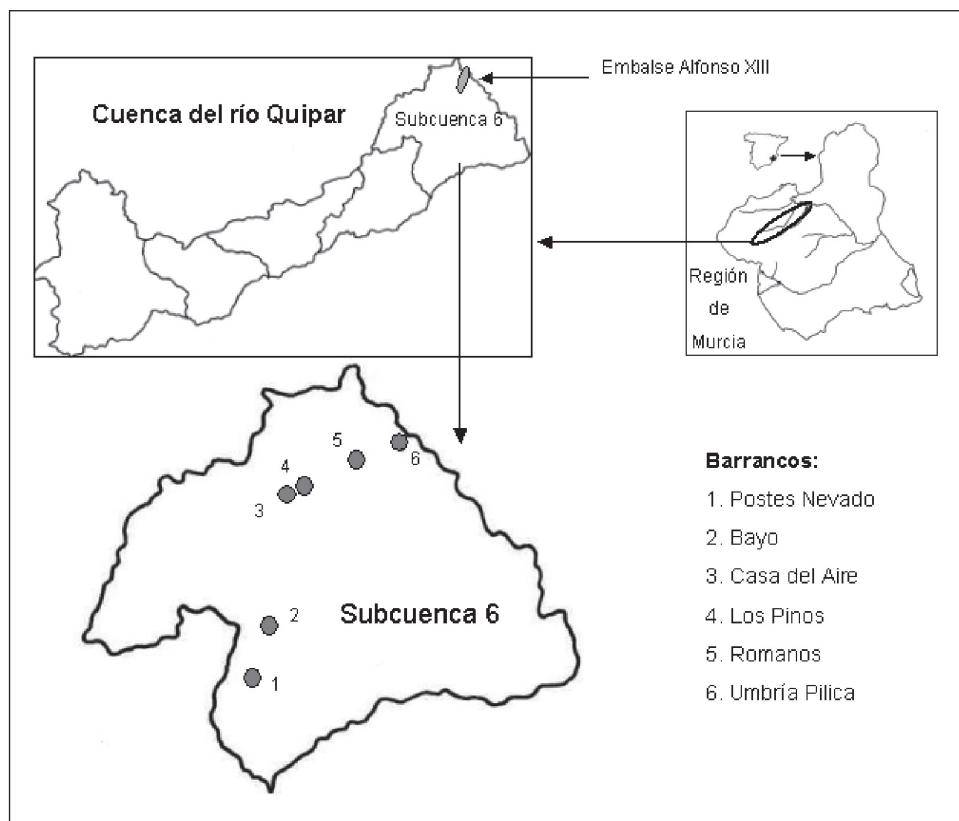 Embalse Alfonso XIII
Cuenca del río Quipar
Subcuenca 6
Región
de
Murcia
5
6
4
3
Subcuenca 6
2
1
Barrancos:
1. Postes Nevado
2. Bayo
3. Casa del Aire
4. Los Pinos
5. Romanos
6. Umbría Pilica